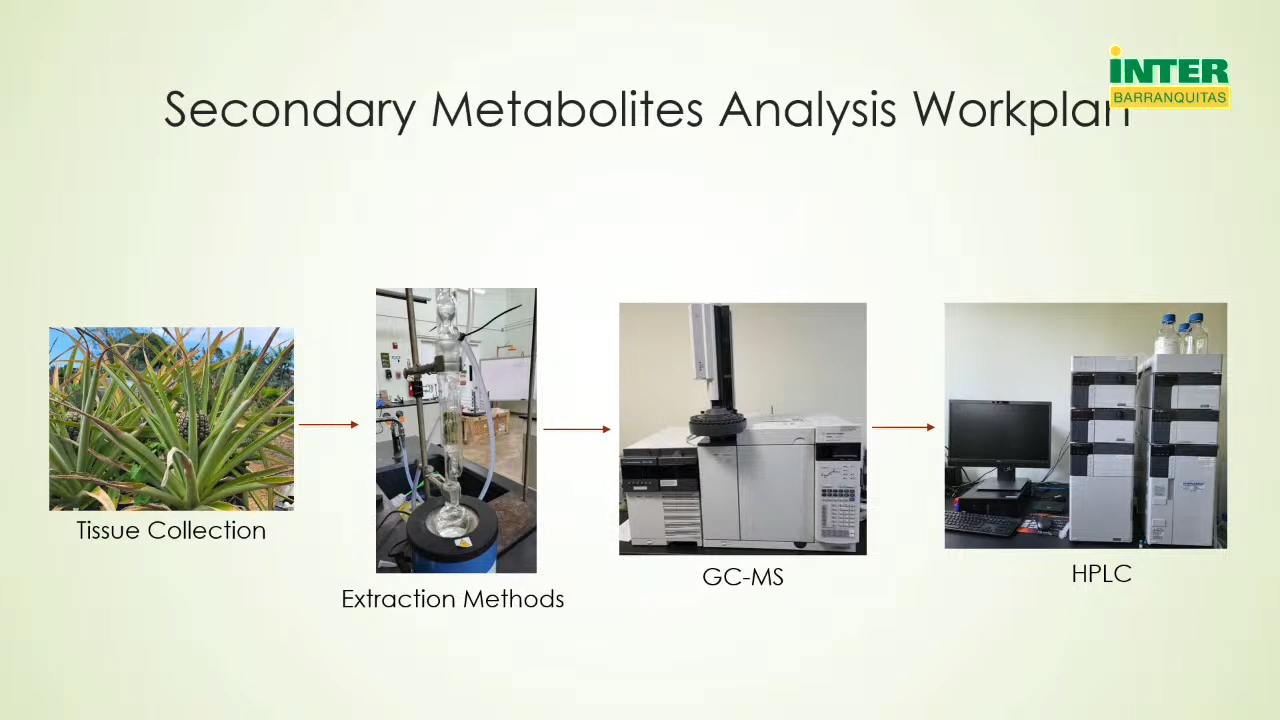 Secondary Metabolites Analysis Workplan
INTER
BARRANQUITAS
Tissue Collection
Extraction Methods
GC-MS
HPLC